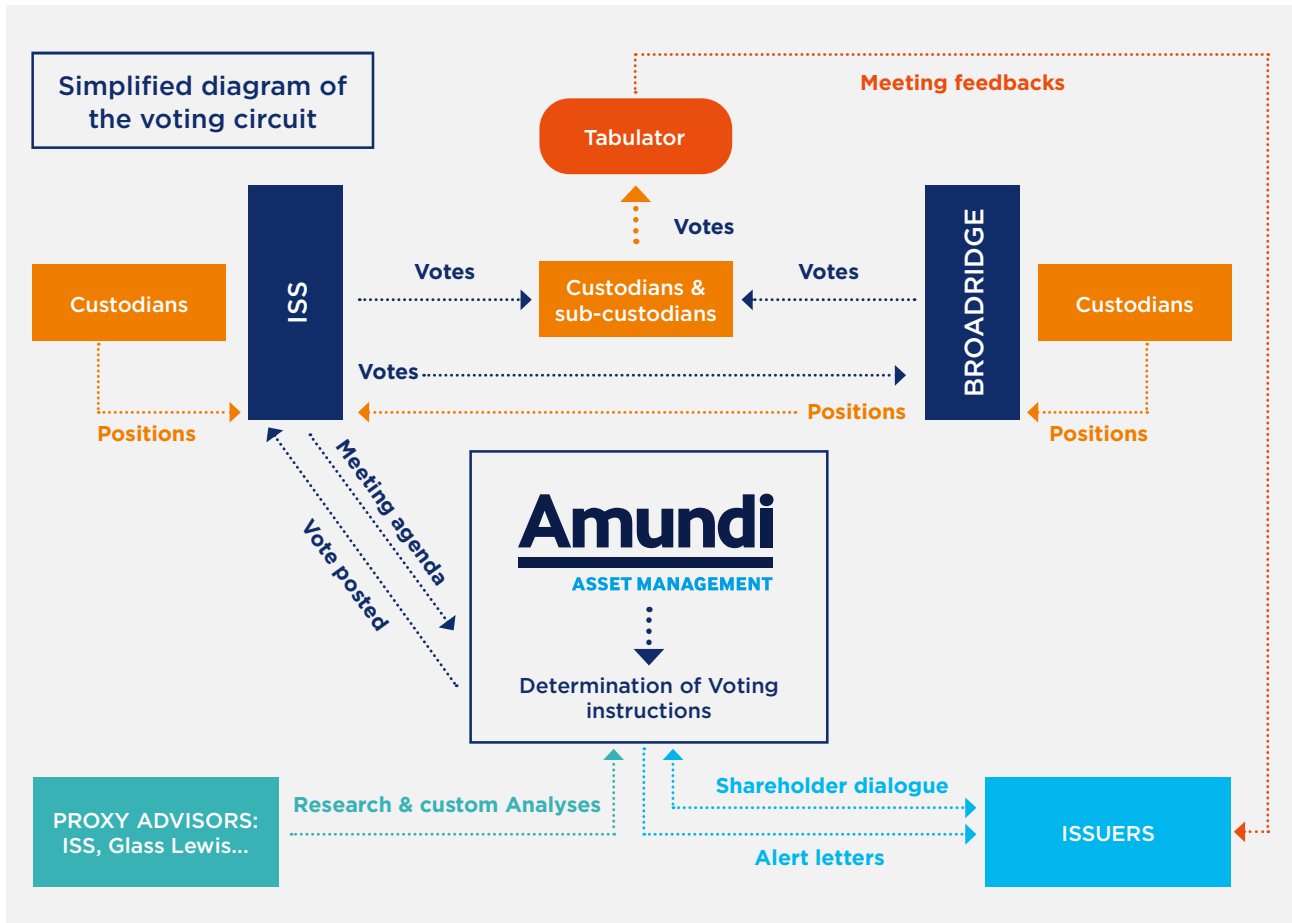 Simplified diagram of
the voting circuit
Meeting feedbacks
Tabulator
Votes
Custodians
ISS
Votes
Custodians &
sub-custodians
Votes
BROADRIDGE
Custodians
Votes
Positions
Positions
Positions
Meeting agenda
Vote posted
Amundi
ASSET MANAGEMENT
Determination of Voting
instructions
PROXY ADVISORS:
ISS, Glass Lewis...
Research & custom Analyses
Shareholder dialogue
Alert letters
ISSUERS